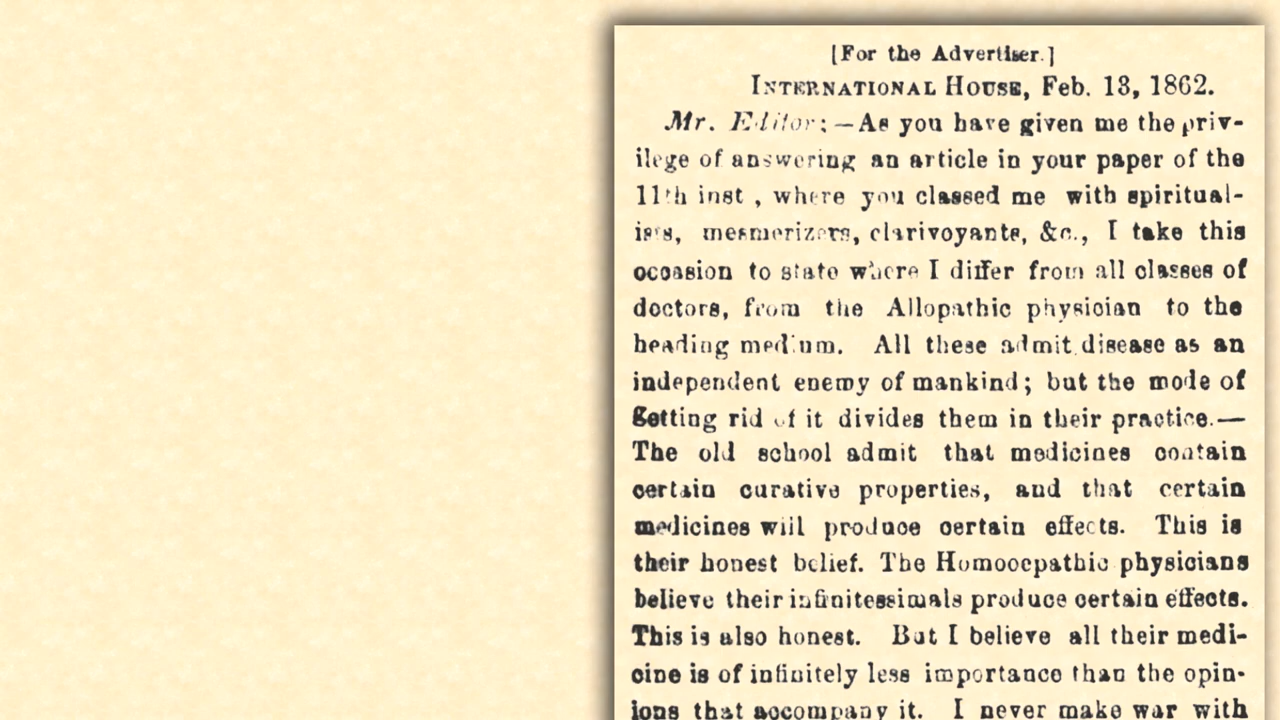 [For the Advertiser.]
INTERNATIONAL HOUSE, Feb. 13, 1862.
Mr. Editor:—As you have given me the priv-
ilege of answering an article in your paper of the
11th inst , where you classed me with spiritual-
ists, mesmerizers, clarivoyants, &c., I take this
occasion to state where I differ from all classes of
doctors, from the Allopathic physician to the
heading medium. All these admit disease as an
independent enemy of mankind; but the mode of
getting rid of it divides them in their practice.—
The old school admit that medicines contain
certain curative properties, and that certain
medicines will produce certain effects. This is
their honest belief. The Homooepathic physicians
believe their infinitessimals produce certain effects.
This is also honest. But I believe all their medi-
cine is of infinitely less importance than the opin-
ions that accompany it. I never make war with